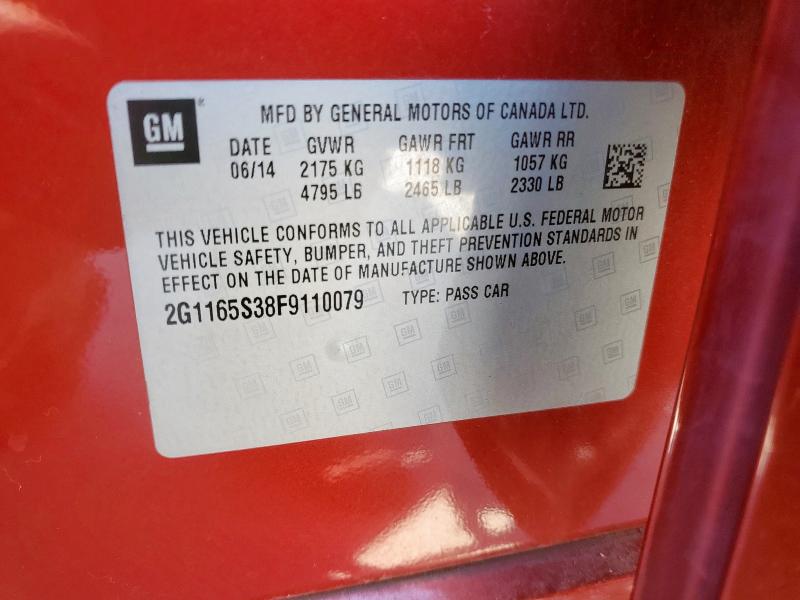 GM
MFD BY GENERAL MOTORS OF CANADA LTD.
DATE GVWR GAWR FRT GAWR RR
06/14 2175 KG 1118 KG 1057 KG
4795 LB 2465 LB 2330 LB
THIS VEHICLE CONFORMS TO ALL APPLICABLE U.S. FEDERAL MOTOR
VEHICLE SAFETY, BUMPER, AND THEFT PREVENTION STANDARDS IN
EFFECT ON THE DATE OF MANUFACTURE SHOWN ABOVE.
2G1165S38F9110079 TYPE: PASS CAR